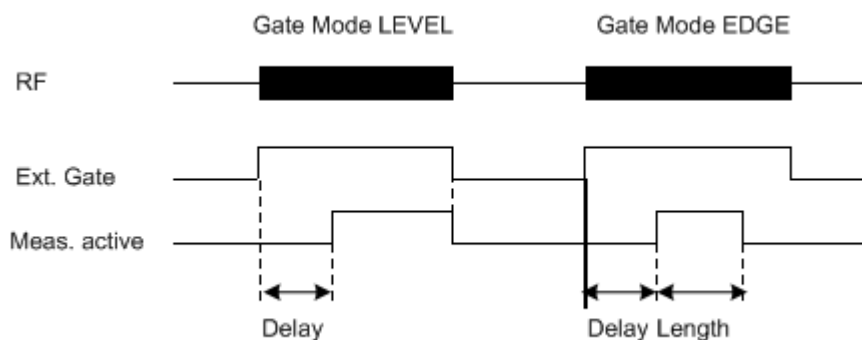 Gate Mode LEVEL
Gate Mode EDGE
RF
Ext. Gate
Meas. active
Delay
Delay Length